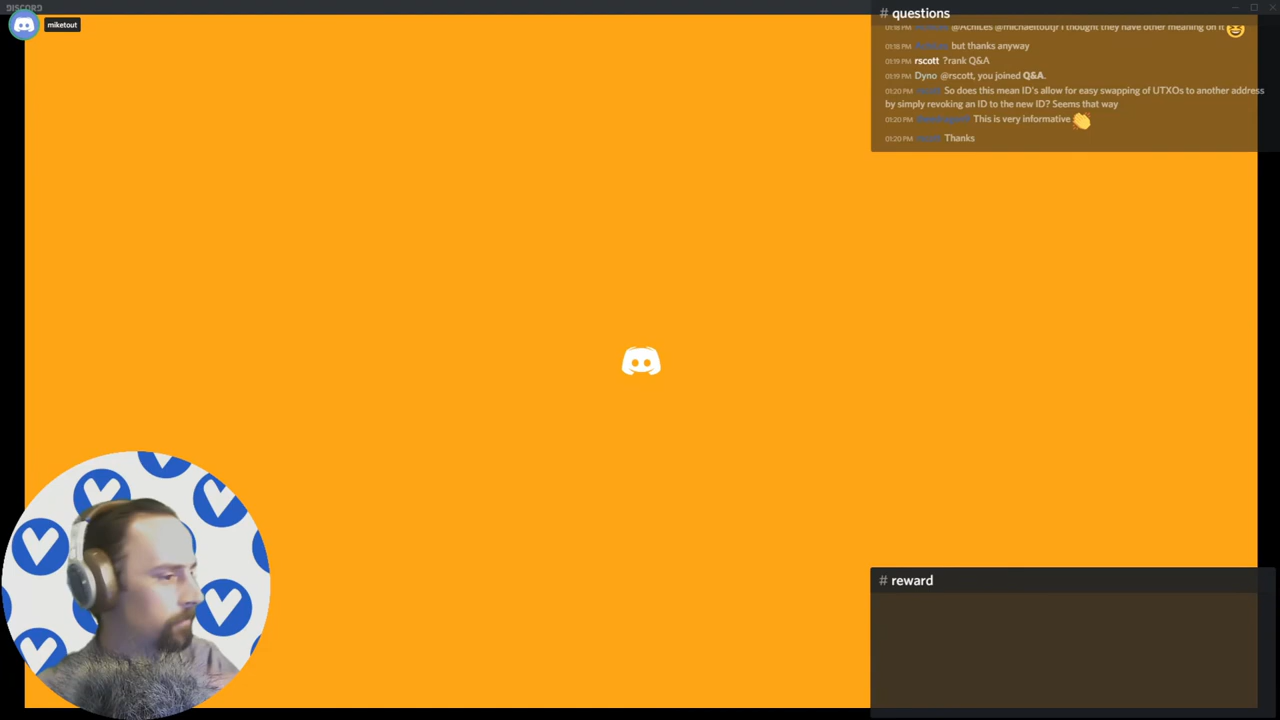 DISCORD
miketout
# questions
01:18 PM I thought they have other meaning on it
01:18 PM but thanks anyway
01:19 PM rscott ?rank Q&A
01:19 PM Dyno @rscott, you joined Q&A.
01:20 PM So does this mean ID's allow for easy swapping of UTXOs to another address
by simply revoking an ID to the new ID? Seems that way
01:20 PM This is very informative
01:20 PM Thanks
# reward